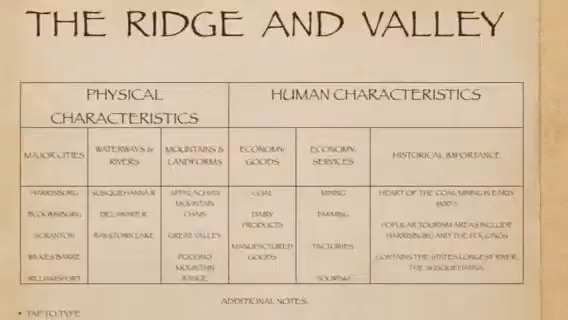 THE RIDGE AND VALLEY
PHYSICAL CHARACTERISTICS
HUMAN CHARACTERISTICS
MAJOR CITIES
WATERWAYS & RIVERS
MOUNTAINS & LANDFORMS
ECONOMY: GOODS
ECONOMY: SERVICES
HISTORICAL IMPORTANCE
HARRISBURG
BLOOMSBURG
SCRANTON
WILKES BARRE
WILLIAMSPORT
SUSQUEHANNA R
DELAWARE R
RAYSTOWN LAKE
APPALACHIAN
MOUNTAIN
CHAIN
GREAT VALLEY
POCONO
MOUNTAIN
RANGE
COAL
DAIRY
PRODUCTS
MANUFACTURED
GOODS
MINING
FARMING
FACTORIES
TOURISM
HEART OF THE COAL MINING IN EARLY
POPULAR TOURISM AREAS INCLUDE
HARRISBURG AND THE POCONOS
CONTAINS THE STATES LONGEST RIVER,
THE SUSQUEHANNA
ADDITIONAL NOTES:
• TAP TO TYPE